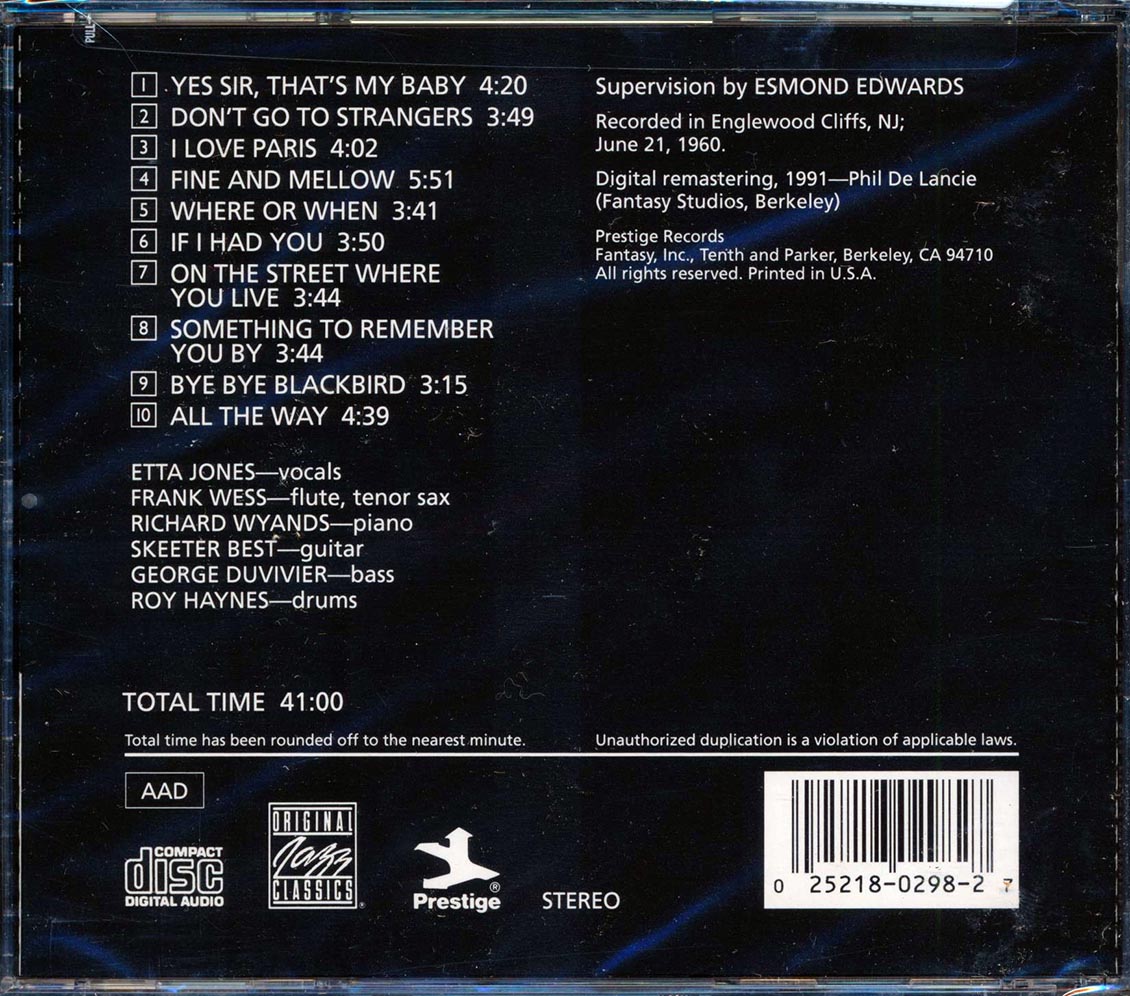 PULL
1 YES SIR, THAT'S MY BABY 4:20
2 DON'T GO TO STRANGERS 3:49
3 I LOVE PARIS 4:02
4 FINE AND MELLOW 5:51
5 WHERE OR WHEN 3:41
6 IF I HAD YOU 3:50
7 ON THE STREET WHERE
YOU LIVE 3:44
8 SOMETHING TO REMEMBER
YOU BY 3:44
9 BYE BYE BLACKBIRD 3:15
10 ALL THE WAY 4:39
ETTA JONES—vocals
FRANK WESS—flute, tenor sax
RICHARD WYANDS—piano
SKEETER BEST—guitar
GEORGE DUVIVIER—bass
ROY HAYNES—drums
Supervision by ESMOND EDWARDS
Recorded in Englewood Cliffs, NJ;
June 21, 1960.
Digital remastering, 1991—Phil De Lancie
(Fantasy Studios, Berkeley)
Prestige Records
Fantasy, Inc., Tenth and Parker, Berkeley, CA 94710
All rights reserved. Printed in U.S.A.
TOTAL TIME 41:00
Total time has been rounded off to the nearest minute.
Unauthorized duplication is a violation of applicable laws.
AAD
COMPACT
disc
DIGITAL AUDIO
ORIGINAL
Jazz
CLASSICS®
®
Prestige
STEREO
0 25218-0298-2 7